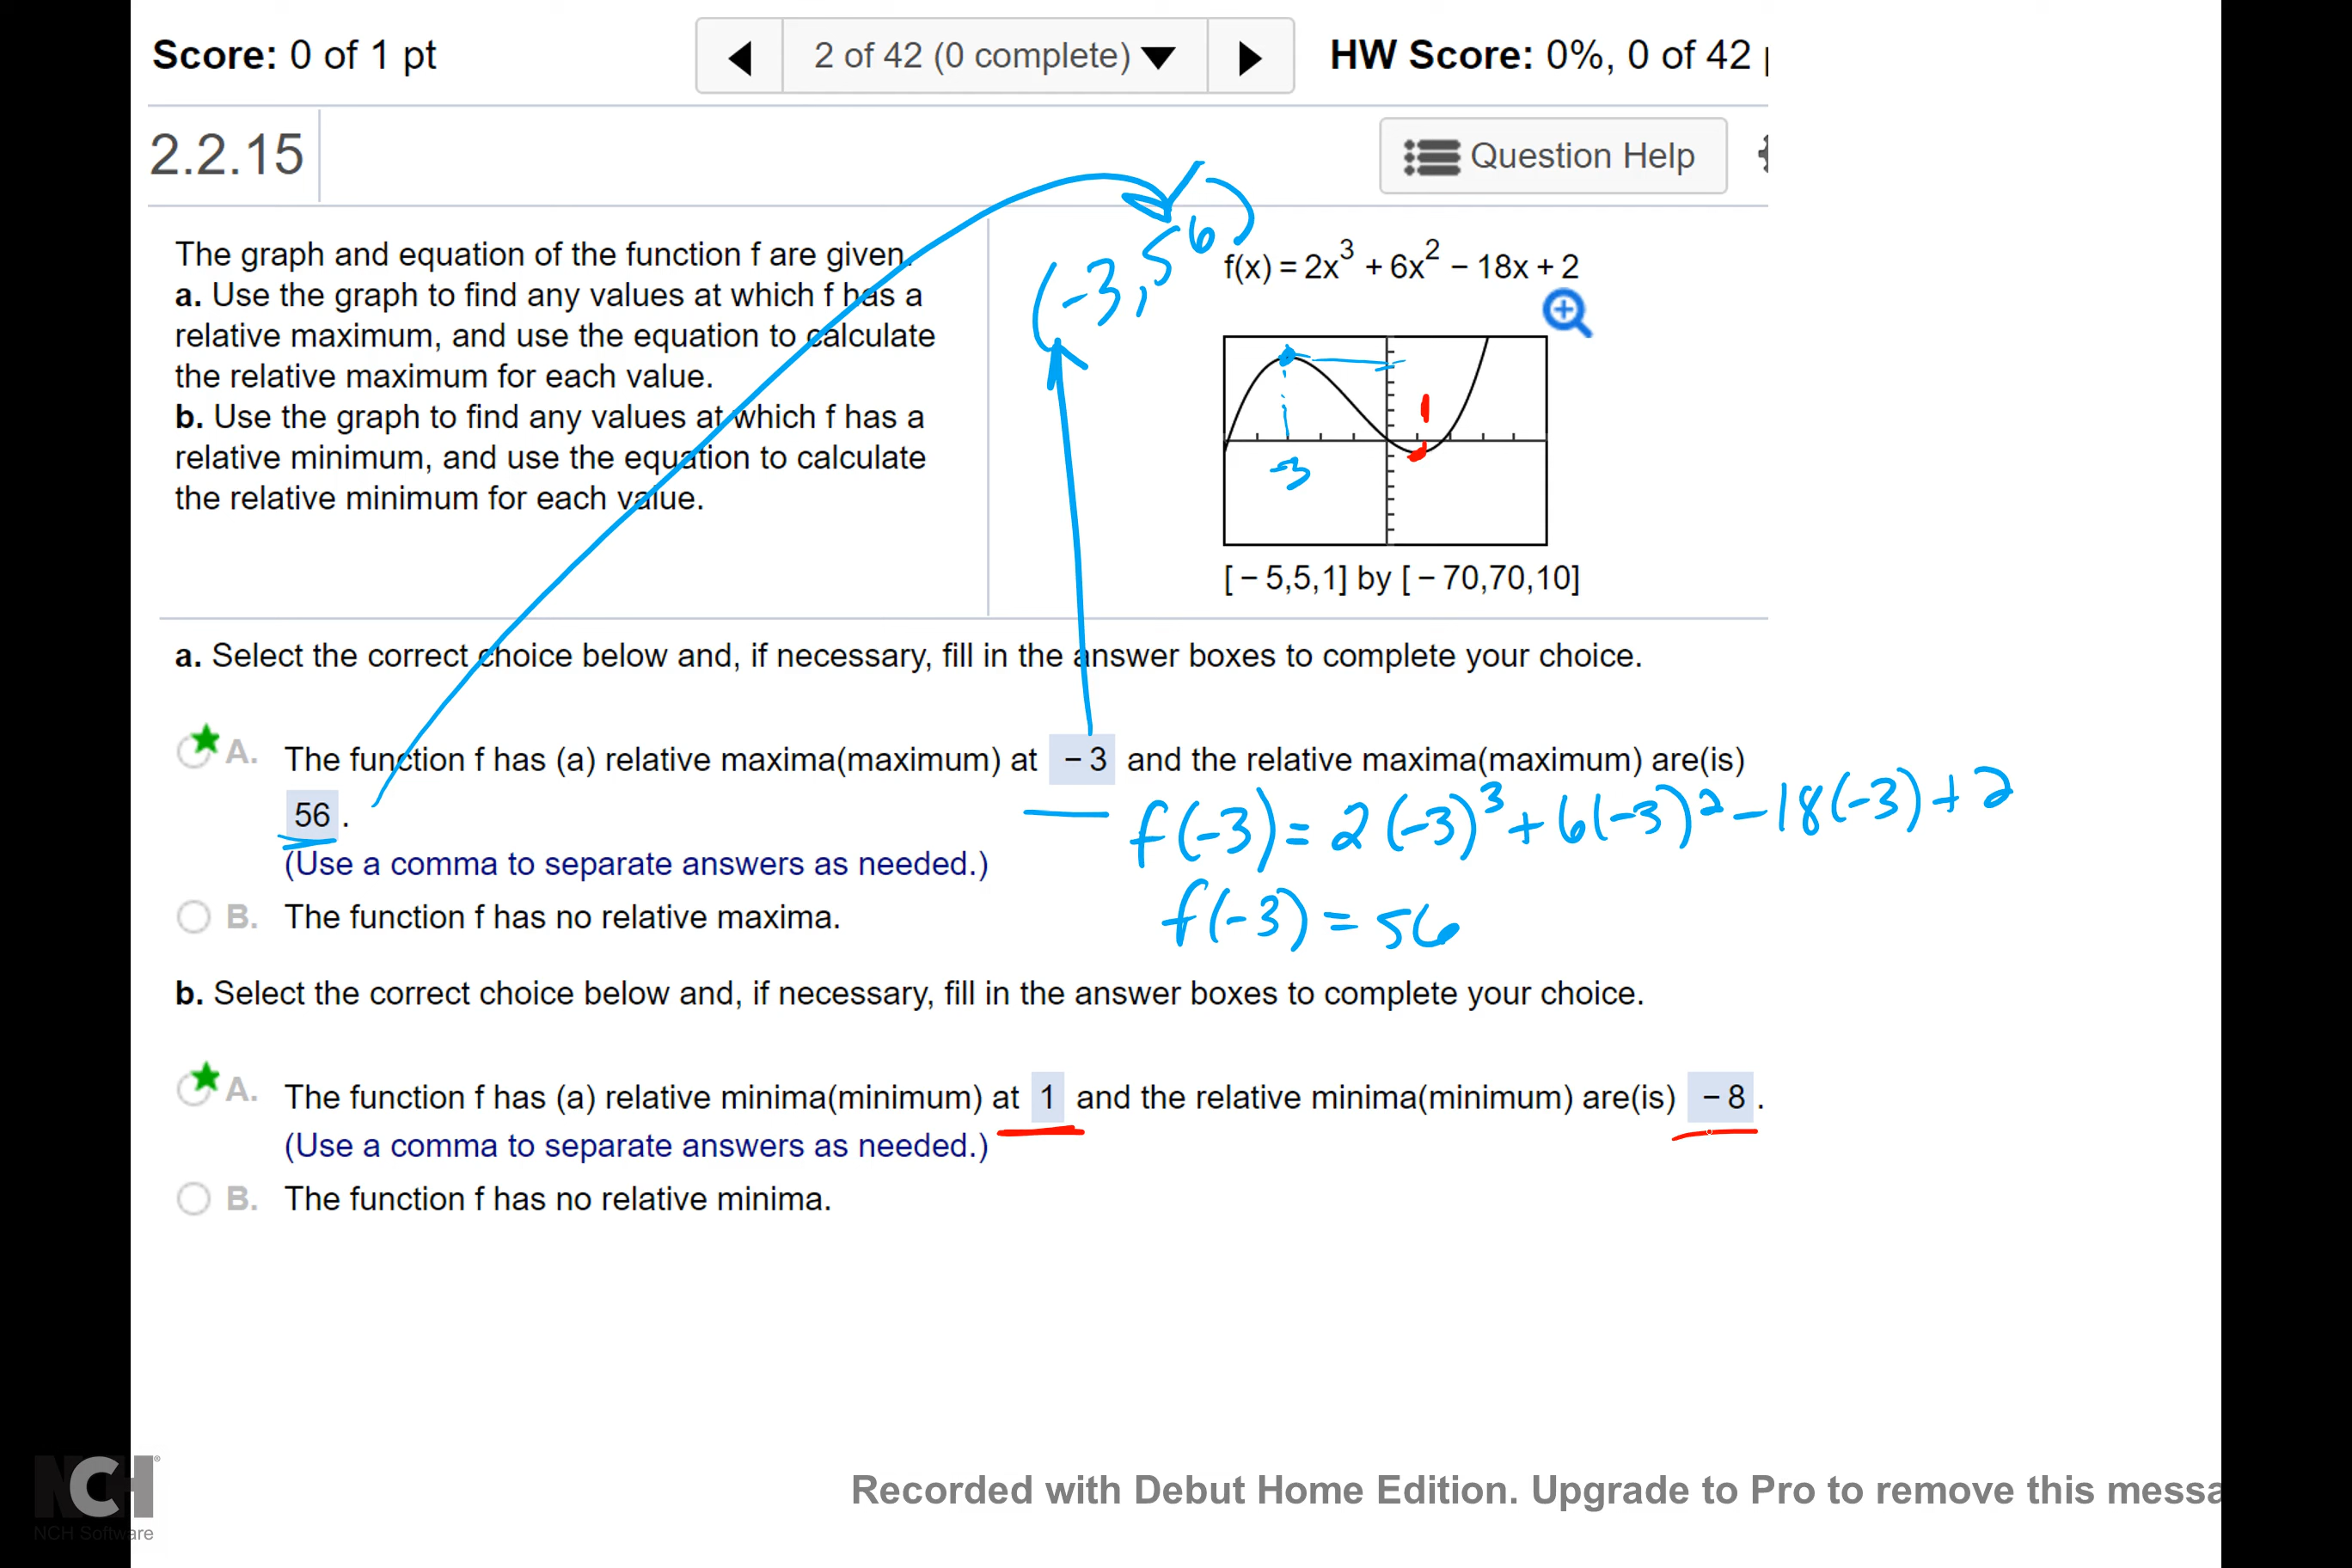 Score: 0 of 1 pt
2 of 42 (0 complete)
HW Score: 0%, 0 of 42
2.2.15
Question Help
The graph and equation of the function f are given.
a. Use the graph to find any values at which f has a
relative maximum, and use the equation to calculate
the relative maximum for each value.
b. Use the graph to find any values at which f has a
relative minimum, and use the equation to calculate
the relative minimum for each value.
(-3, 56)
f(x) = 2x³ + 6x² − 18x + 2
1
-3
[ − 5,5,1] by [ − 70,70,10]
a. Select the correct choice below and, if necessary, fill in the answer boxes to complete your choice.
A. The function f has (a) relative maxima(maximum) at − 3 and the relative maxima(maximum) are(is)
56 .
f(-3) = 2(-3)³ + 6(-3)² - 18(-3) + 2
(Use a comma to separate answers as needed.)
B. The function f has no relative maxima.
f(-3) = 56
b. Select the correct choice below and, if necessary, fill in the answer boxes to complete your choice.
A. The function f has (a) relative minima(minimum) at 1 and the relative minima(minimum) are(is) − 8 .
(Use a comma to separate answers as needed.)
B. The function f has no relative minima.
NCH®
NCH Software
Recorded with Debut Home Edition. Upgrade to Pro to remove this messa